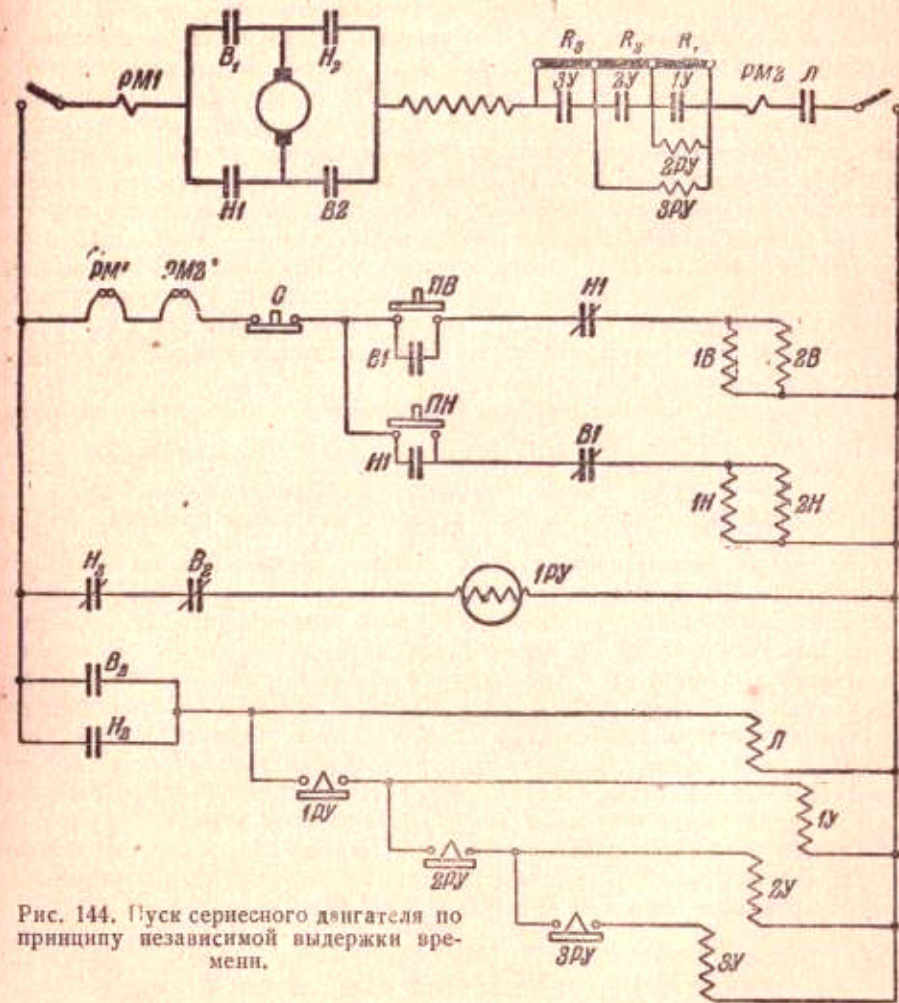 R₃ R₂ R₁
В₁ Н₂
РМ1 3У 2У 1У РМ2 Л
2РУ
3РУ
Н1 В2
РМ1 РМ2
С ПВ Н1
В1 1В 2В
ПН
Н1 В1
1Н 2Н
Н₂ В₂ 1РУ
В₂
Н₂
Л
1РУ 1У
2РУ 2У
3РУ 3У
Рис. 144. Пуск сериесного двигателя по
принципу независимой выдержки вре-
мени.